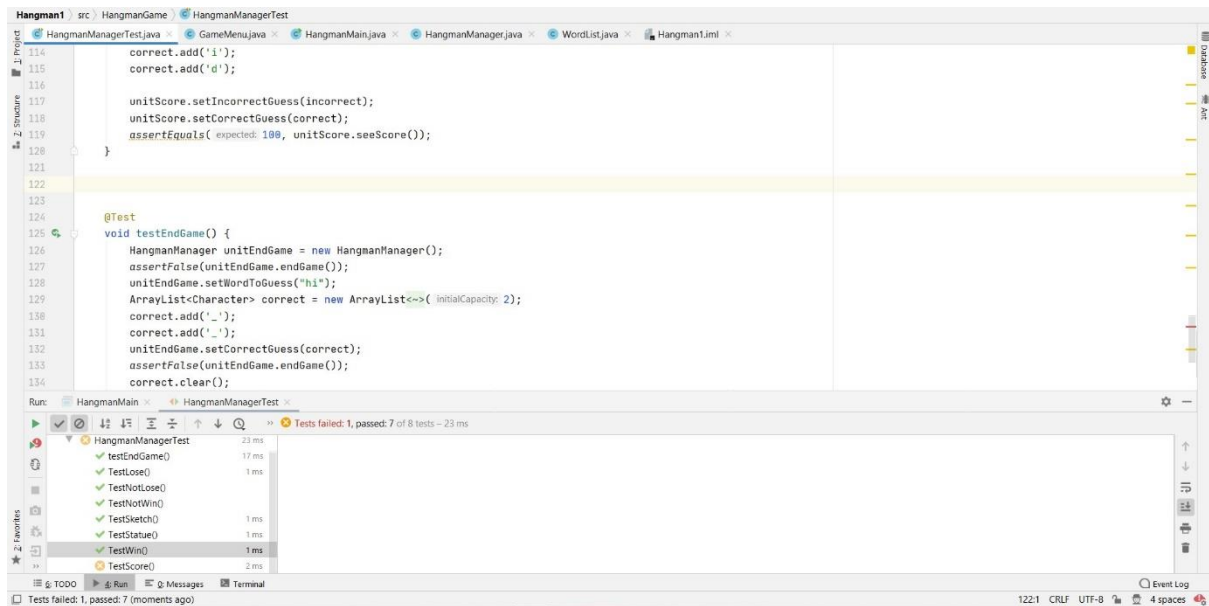 Hangman1 src HangmanGame HangmanManagerTest
HangmanManagerTest.java GameMenu.java HangmanMain.java HangmanManager.java WordList.java Hangman1.iml
1: Project
2: Structure
2: Favorites
Database
Ant
114 correct.add('i');
115 correct.add('d');
116
117 unitScore.setIncorrectGuess(incorrect);
118 unitScore.setCorrectGuess(correct);
119 assertEquals( expected: 100, unitScore.seeScore());
120 }
121
122
123
124 @Test
125 void testEndGame() {
126 HangmanManager unitEndGame = new HangmanManager();
127 assertFalse(unitEndGame.endGame());
128 unitEndGame.setWordToGuess("hi");
129 ArrayList<Character> correct = new ArrayList<~>( initialCapacity: 2);
130 correct.add('_');
131 correct.add('_');
132 unitEndGame.setCorrectGuess(correct);
133 assertFalse(unitEndGame.endGame());
134 correct.clear();
Run: HangmanMain HangmanManagerTest
» Tests failed: 1, passed: 7 of 8 tests – 23 ms
HangmanManagerTest 23 ms
testEndGame() 17 ms
TestLose() 1 ms
TestNotLose()
TestNotWin()
TestSketch() 1 ms
TestStatue() 1 ms
TestWin() 1 ms
TestScore() 2 ms
6: TODO 4: Run 0: Messages Terminal Event Log
Tests failed: 1, passed: 7 (moments ago) 122:1 CRLF UTF-8 4 spaces